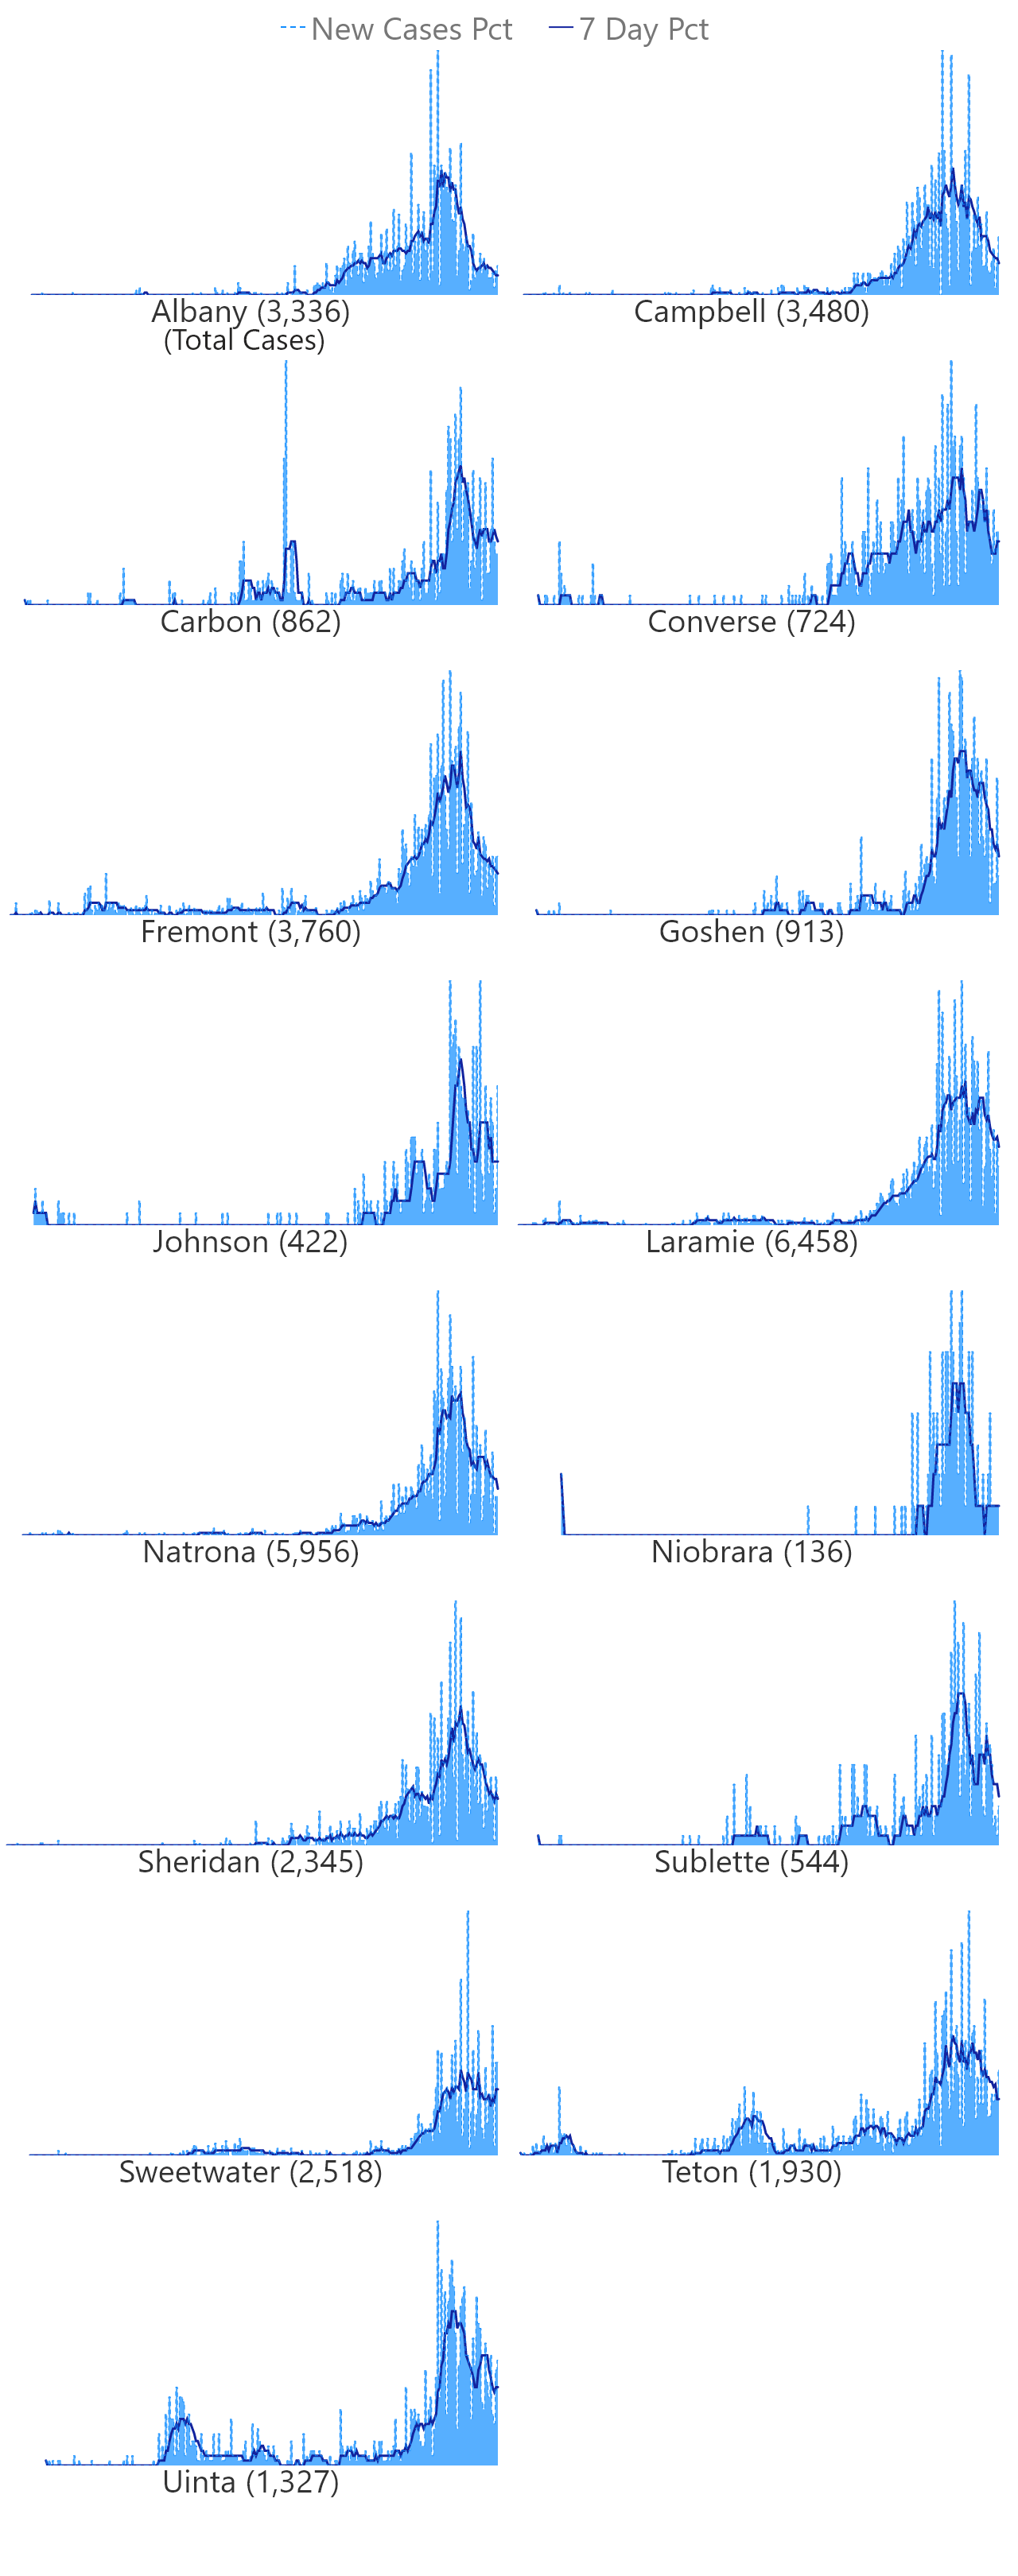 New Cases Pct 7 Day Pct
Albany (3,336) Campbell (3,480)
(Total Cases)
Carbon (862) Converse (724)
Fremont (3,760) Goshen (913)
Johnson (422) Laramie (6,458)
Natrona (5,956) Niobrara (136)
Sheridan (2,345) Sublette (544)
Sweetwater (2,518) Teton (1,930)
Uinta (1,327)